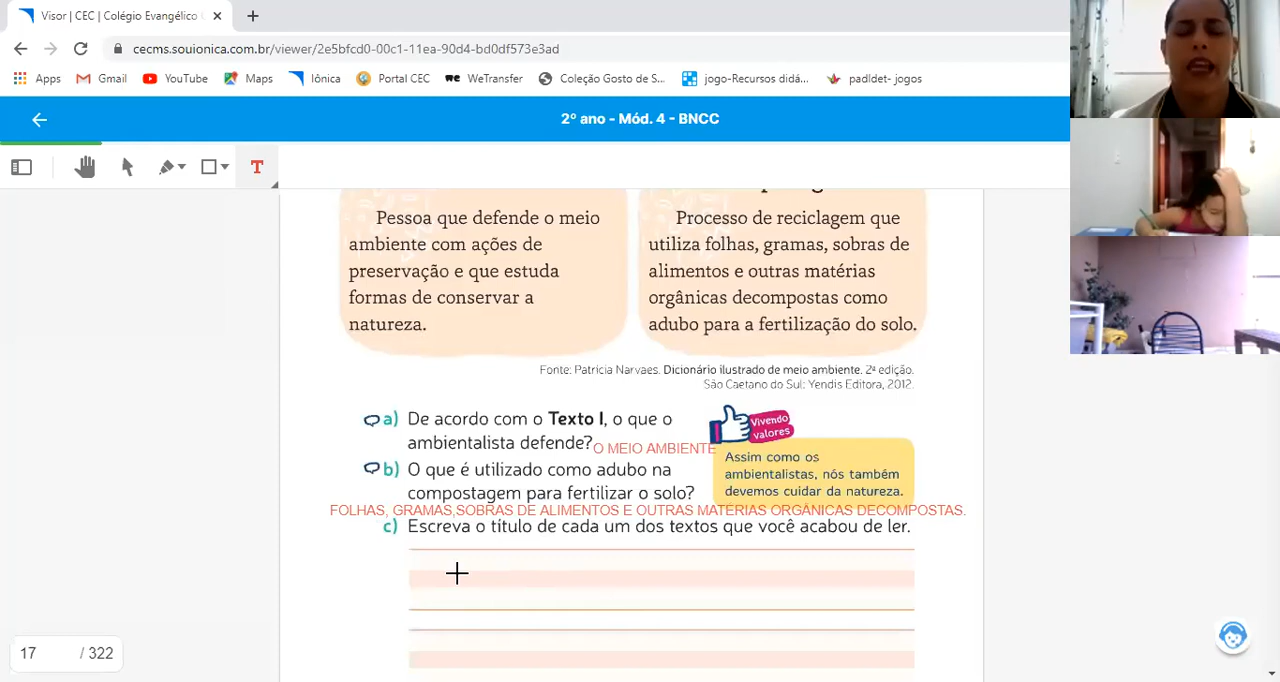 Visor | CEC | Colégio Evangélico
cecms.souionica.com.br/viewer/2e5bfcd0-00c1-11ea-90d4-bd0df573e3ad
Apps Gmail YouTube Maps Iônica Portal CEC WeTransfer Coleção Gosto de S... jogo-Recursos didá... padldet- jogos
2º ano - Mód. 4 - BNCC
T
Pessoa que defende o meio
ambiente com ações de
preservação e que estuda
formas de conservar a
natureza.
Processo de reciclagem que
utiliza folhas, gramas, sobras de
alimentos e outras matérias
orgânicas decompostas como
adubo para a fertilização do solo.
Fonte: Patrícia Narvaes. Dicionário ilustrado de meio ambiente. 2ª edição.
São Caetano do Sul: Yendis Editora, 2012.
a) De acordo com o Texto I, o que o
ambientalista defende? O MEIO AMBIENTE
b) O que é utilizado como adubo na
compostagem para fertilizar o solo?
FOLHAS, GRAMAS,SOBRAS DE ALIMENTOS E OUTRAS MATÉRIAS ORGÂNICAS DECOMPOSTAS.
Vivendo
valores
Assim como os
ambientalistas, nós também
devemos cuidar da natureza.
c) Escreva o título de cada um dos textos que você acabou de ler.
17 / 322